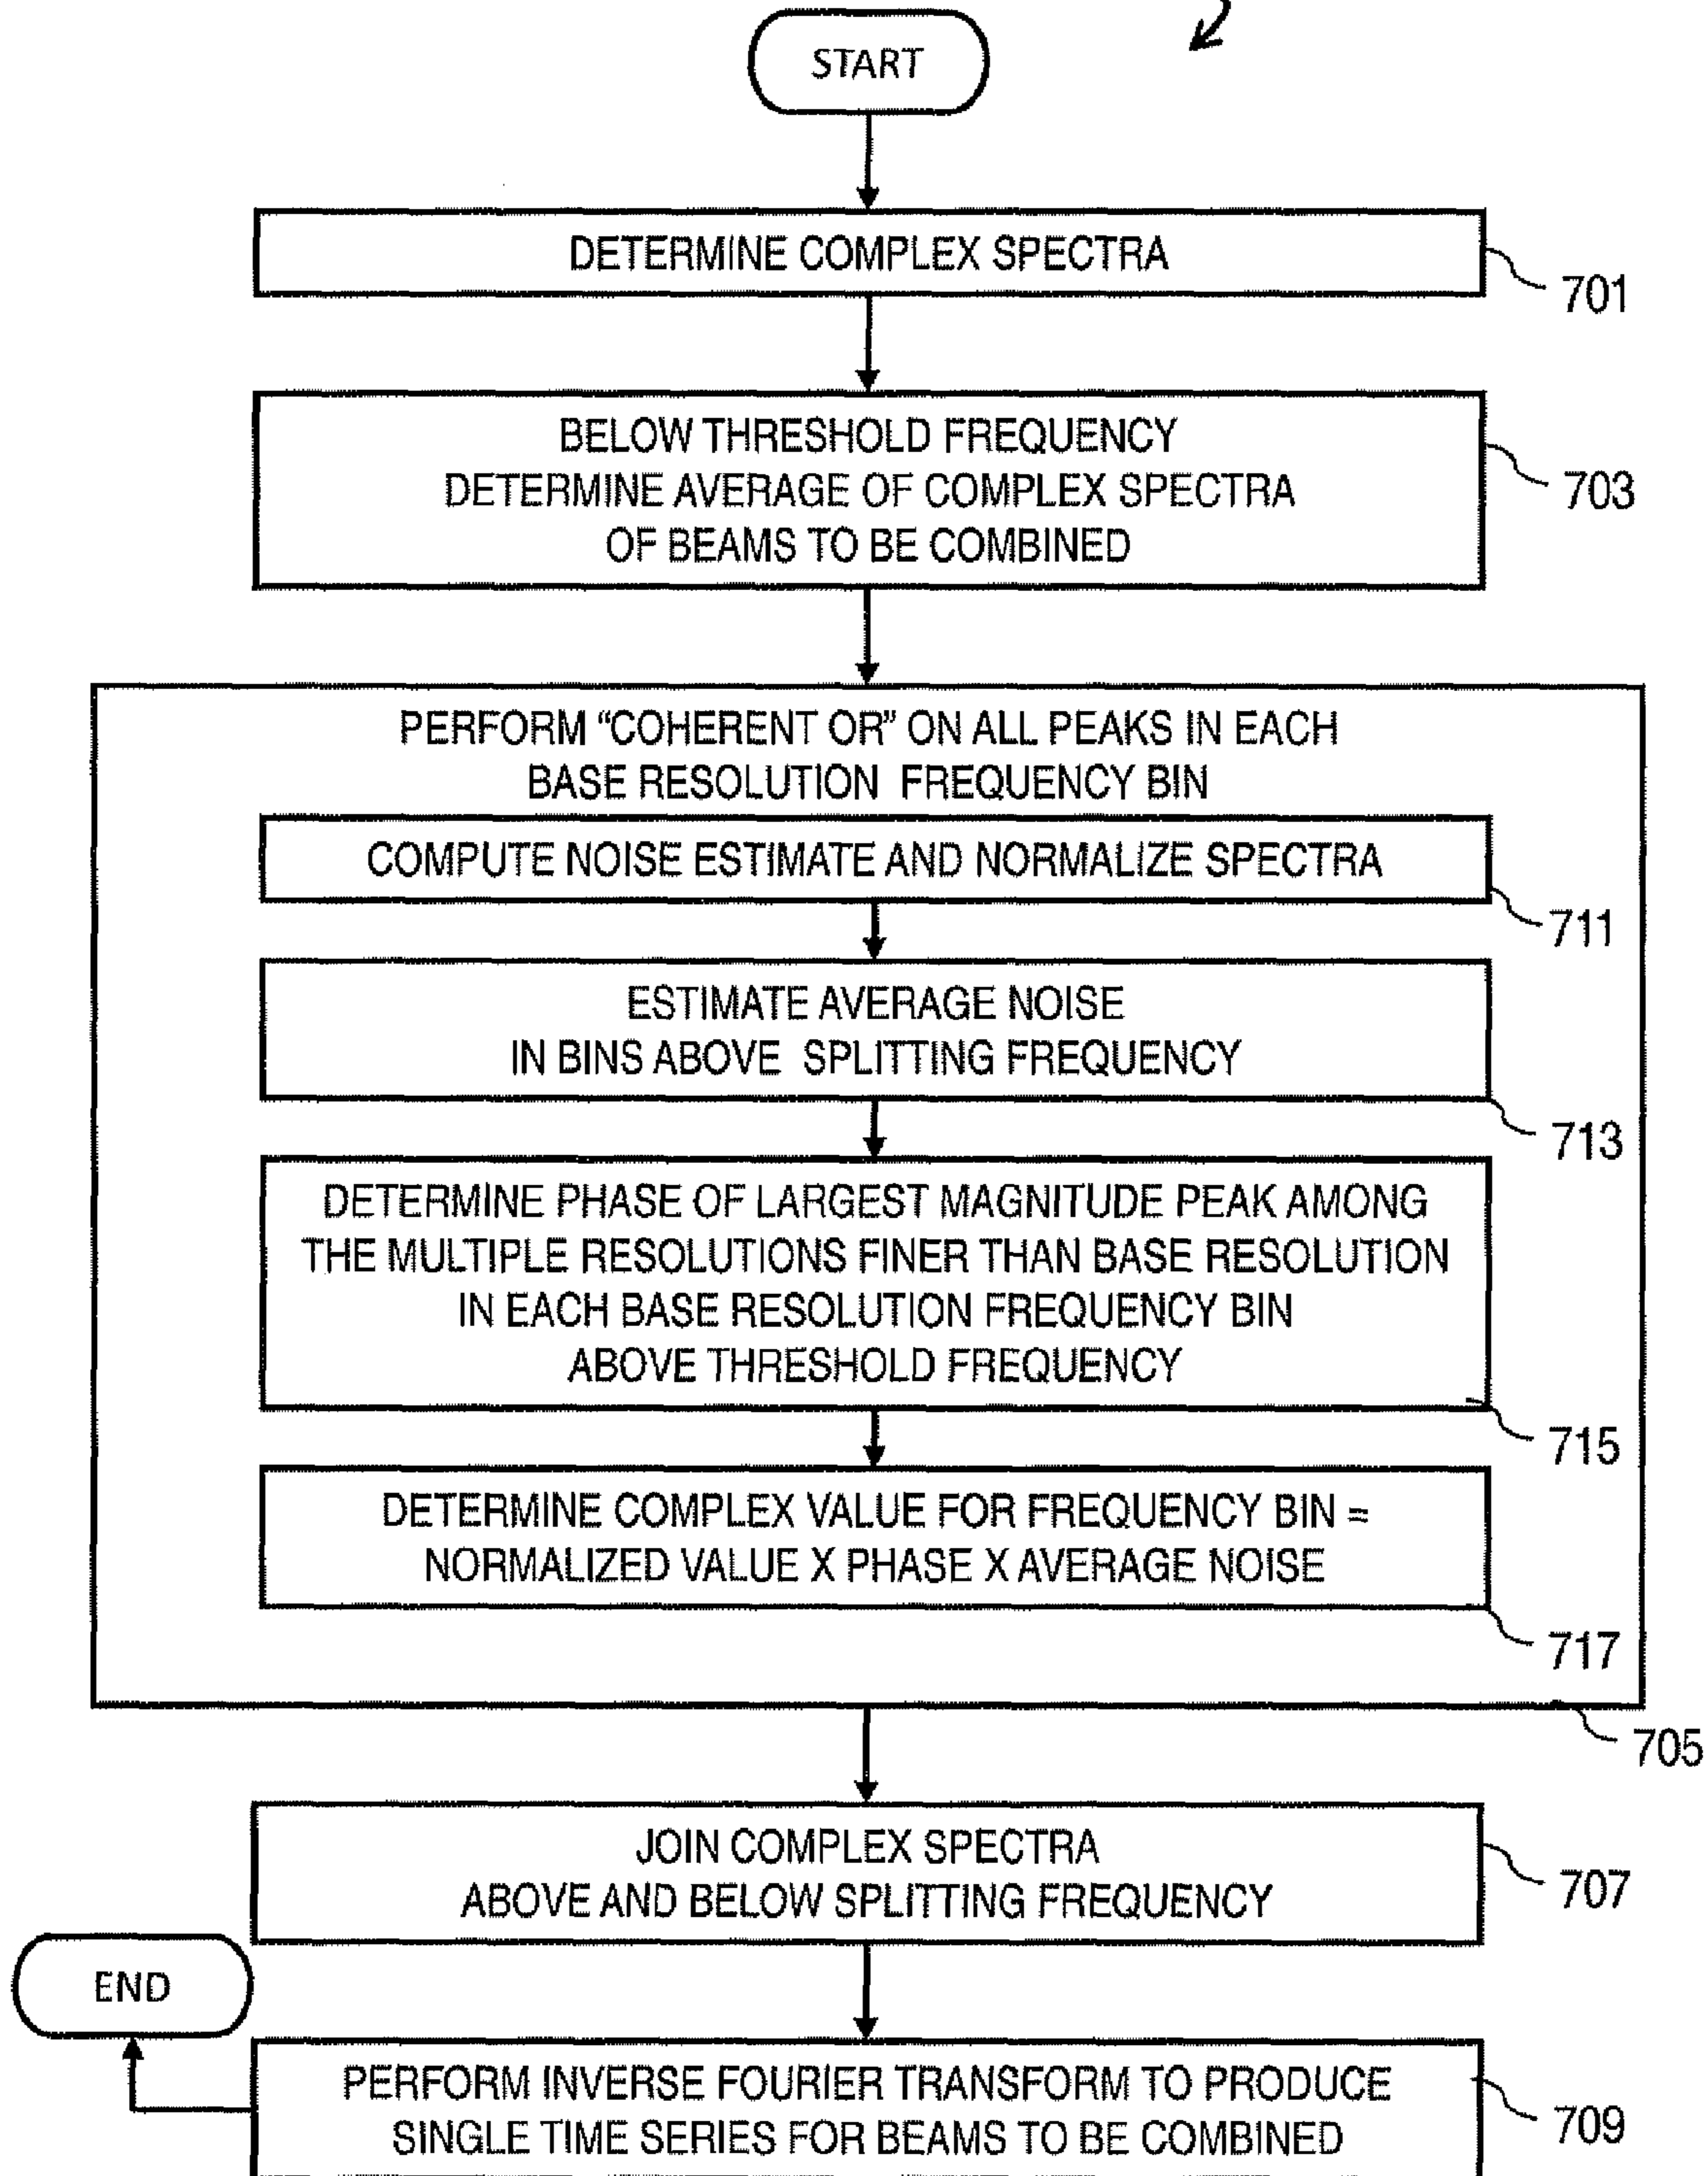 START
DETERMINE COMPLEX SPECTRA
701
BELOW THRESHOLD FREQUENCY
DETERMINE AVERAGE OF COMPLEX SPECTRA
OF BEAMS TO BE COMBINED
703
PERFORM “COHERENT OR” ON ALL PEAKS IN EACH
BASE RESOLUTION FREQUENCY BIN
COMPUTE NOISE ESTIMATE AND NORMALIZE SPECTRA
711
ESTIMATE AVERAGE NOISE
IN BINS ABOVE SPLITTING FREQUENCY
713
DETERMINE PHASE OF LARGEST MAGNITUDE PEAK AMONG
THE MULTIPLE RESOLUTIONS FINER THAN BASE RESOLUTION
IN EACH BASE RESOLUTION FREQUENCY BIN
ABOVE THRESHOLD FREQUENCY
715
DETERMINE COMPLEX VALUE FOR FREQUENCY BIN =
NORMALIZED VALUE X PHASE X AVERAGE NOISE
717
705
JOIN COMPLEX SPECTRA
ABOVE AND BELOW SPLITTING FREQUENCY
707
END
PERFORM INVERSE FOURIER TRANSFORM TO PRODUCE
SINGLE TIME SERIES FOR BEAMS TO BE COMBINED
709